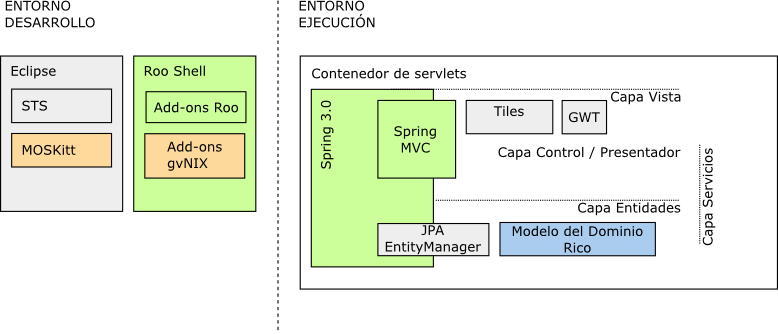 ENTORNO
DESARROLLO
Eclipse
STS
MOSKitt
Roo Shell
Add-ons Roo
Add-ons
gvNIX
ENTORNO
EJECUCIÓN
Contenedor de servlets
Spring 3.0
Capa Vista
Spring
MVC
Tiles
GWT
Capa Control / Presentador
Capa Servicios
Capa Entidades
JPA
EntityManager
Modelo del Dominio
Rico